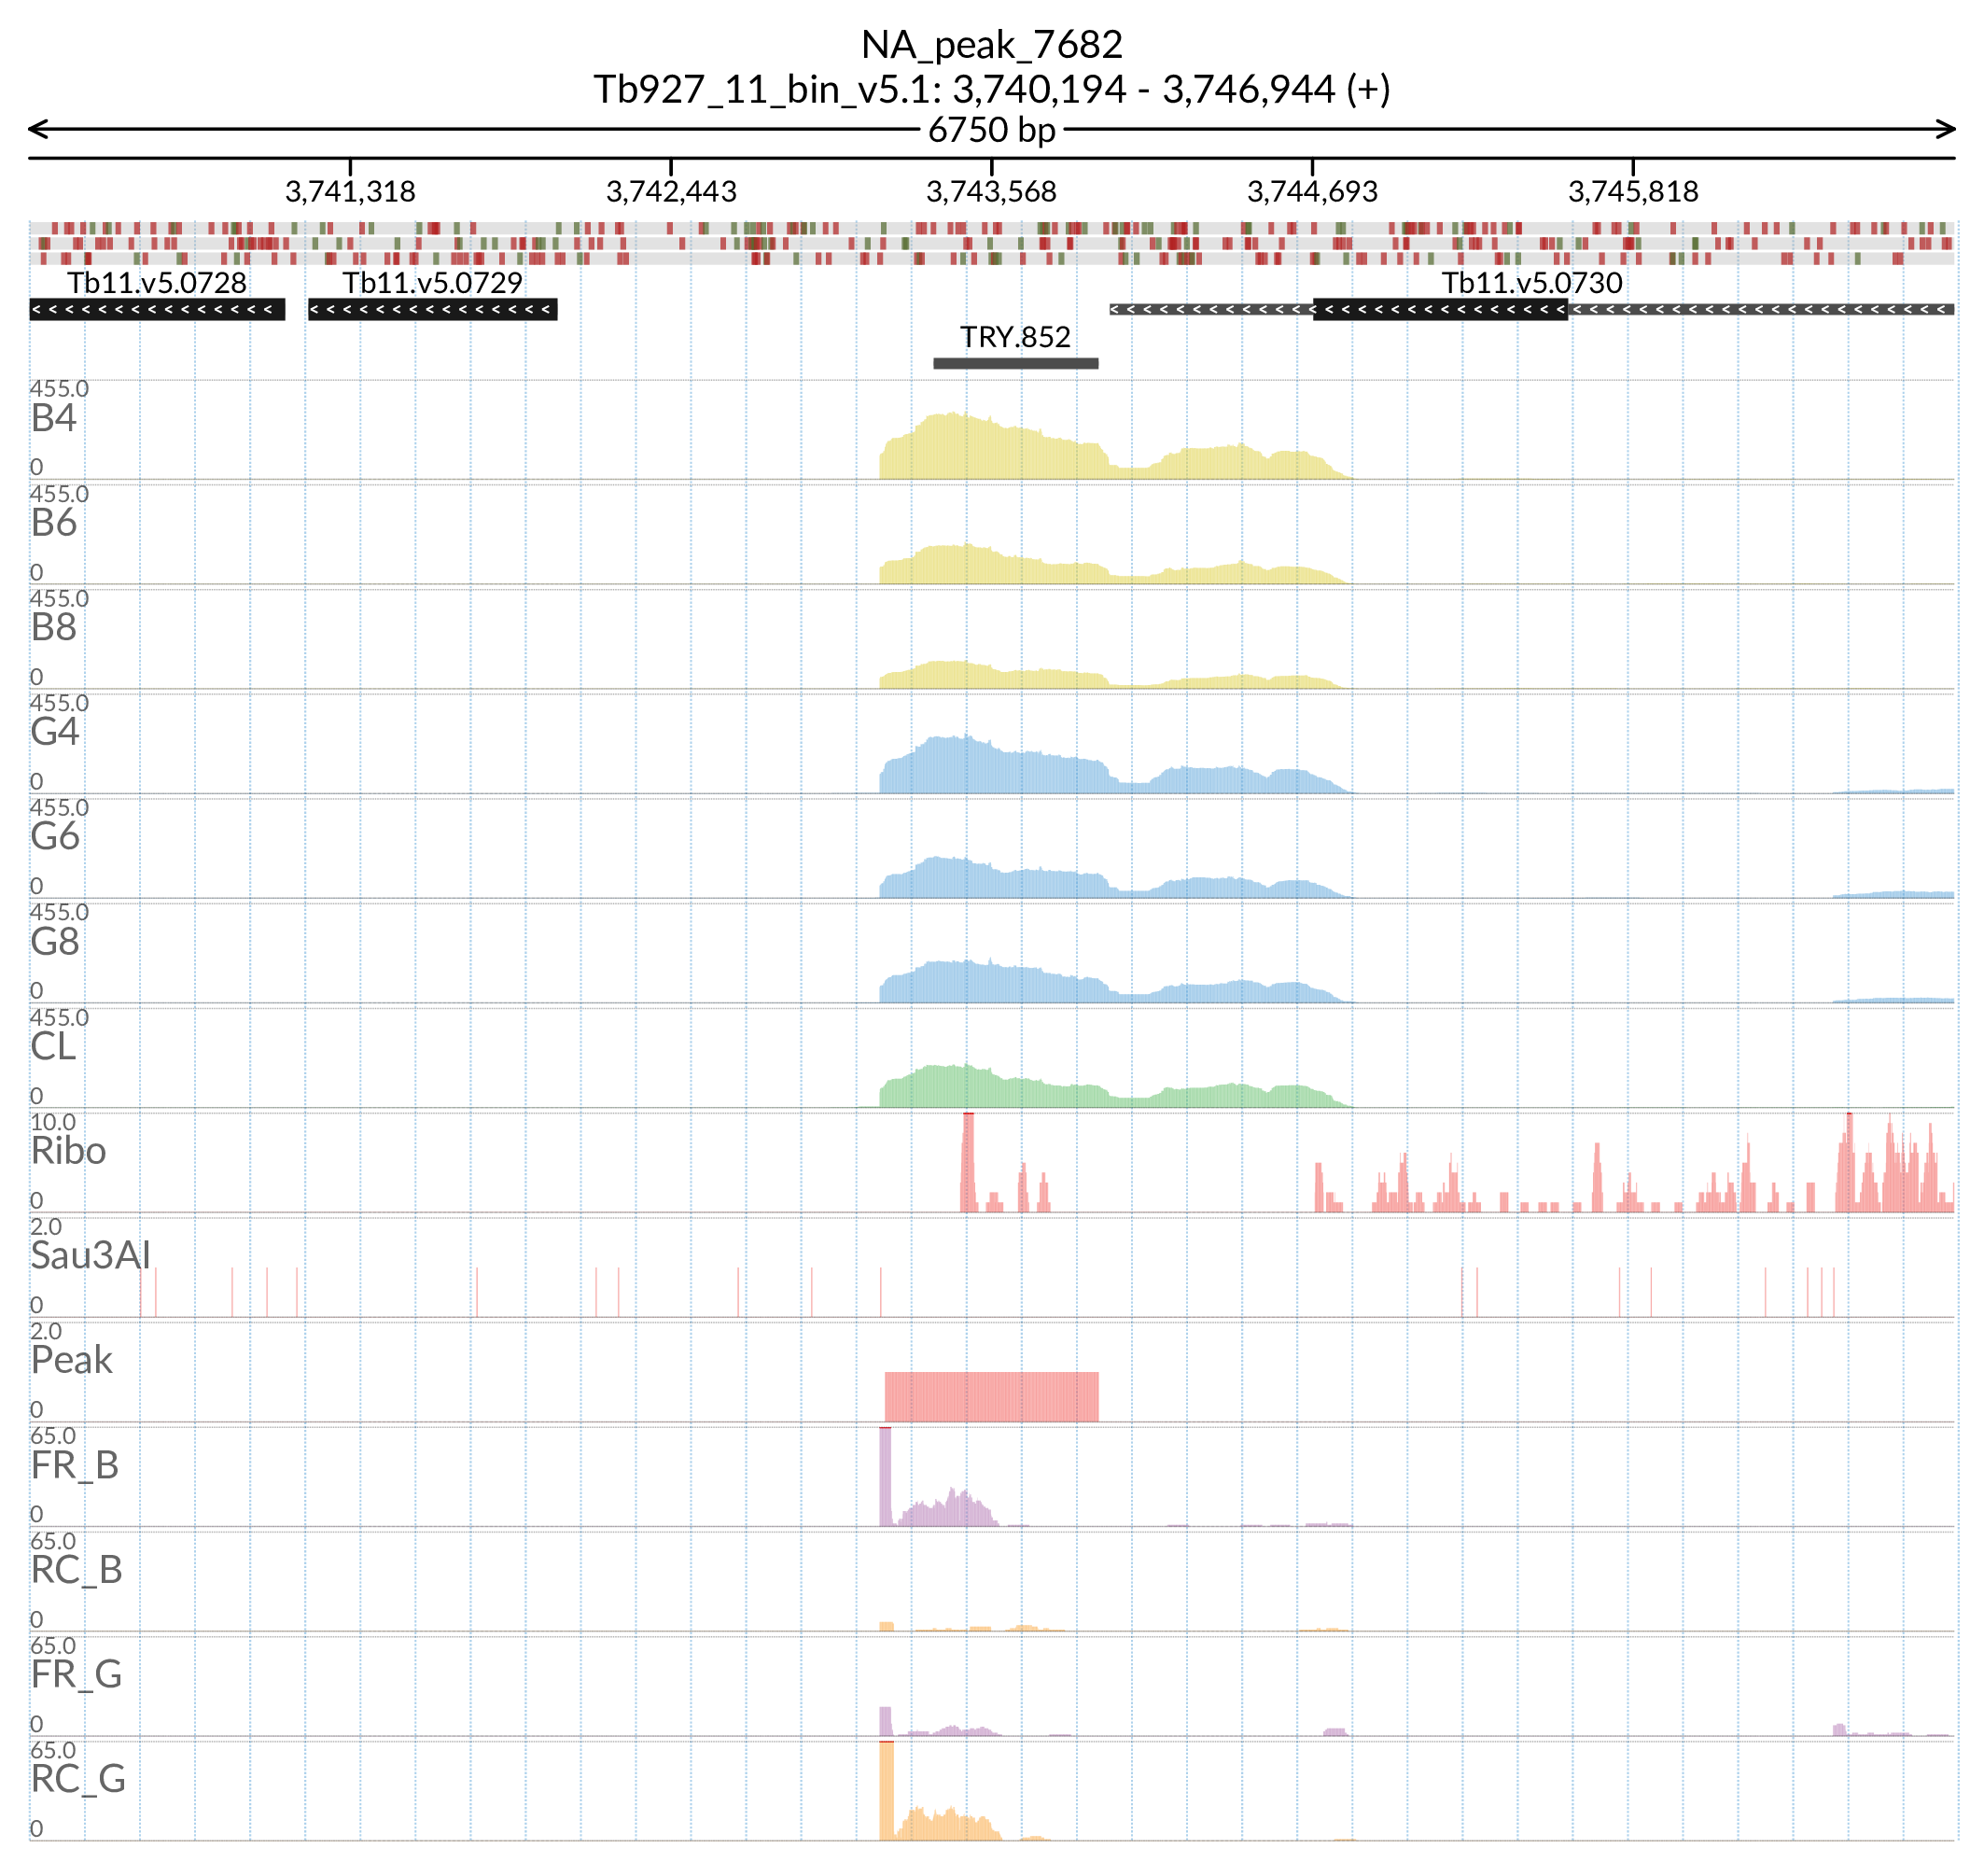 NA_peak_7682
Tb927_11_bin_v5.1: 3,740,194 - 3,746,944 (+)
6750 bp
3,741,318 3,742,443 3,743,568 3,744,693 3,745,818
Tb11.v5.0728 Tb11.v5.0729 Tb11.v5.0730
TRY.852
455.0
B4
0
455.0
B6
0
455.0
B8
0
455.0
G4
0
455.0
G6
0
455.0
G8
0
455.0
CL
0
10.0
Ribo
0
2.0
Sau3AI
0
2.0
Peak
0
65.0
FR_B
0
65.0
RC_B
0
65.0
FR_G
0
65.0
RC_G
0